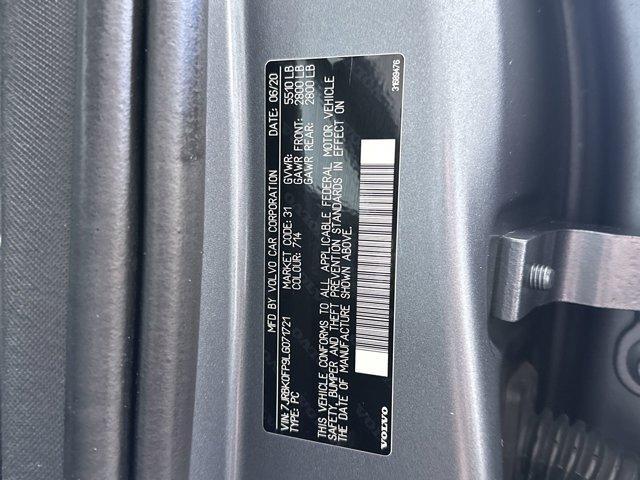 MFD BY VOLVO CAR CORPORATION DATE: 06/20
GVWR: 5510 LB
VIN: 7JRBK0FP9LG071721 MARKET CODE: 31 GAWR FRONT: 2800 LB
TYPE: PC COLOUR: 714 GAWR REAR: 2800 LB
THIS VEHICLE CONFORMS TO ALL APPLICABLE FEDERAL MOTOR VEHICLE
SAFETY, BUMPER AND THEFT PREVENTION STANDARDS IN EFFECT ON
THE DATE OF MANUFACTURE SHOWN ABOVE.
VOLVO
31689476